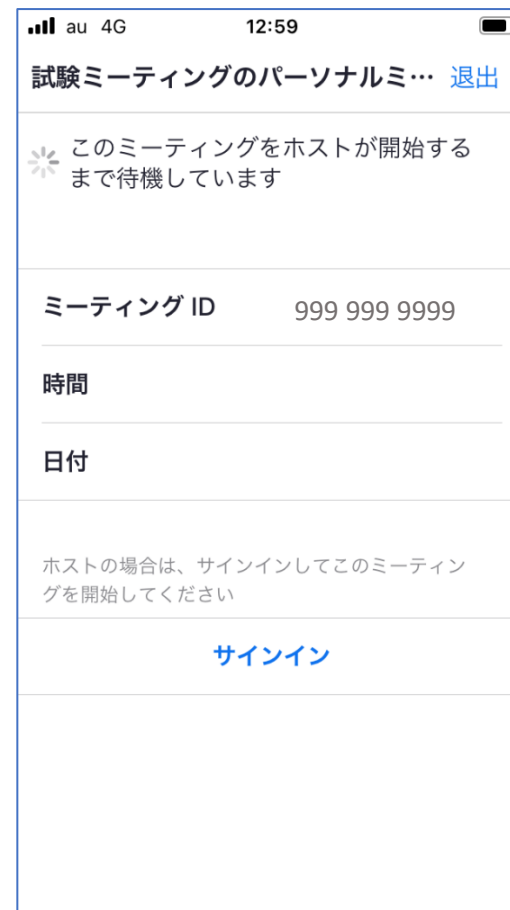 au 4G 12:59
試験ミーティングのパーソナルミ… 退出
このミーティングをホストが開始する
まで待機しています
ミーティング ID 999 999 9999
時間
日付
ホストの場合は、サインインしてこのミーティン
グを開始してください
サインイン